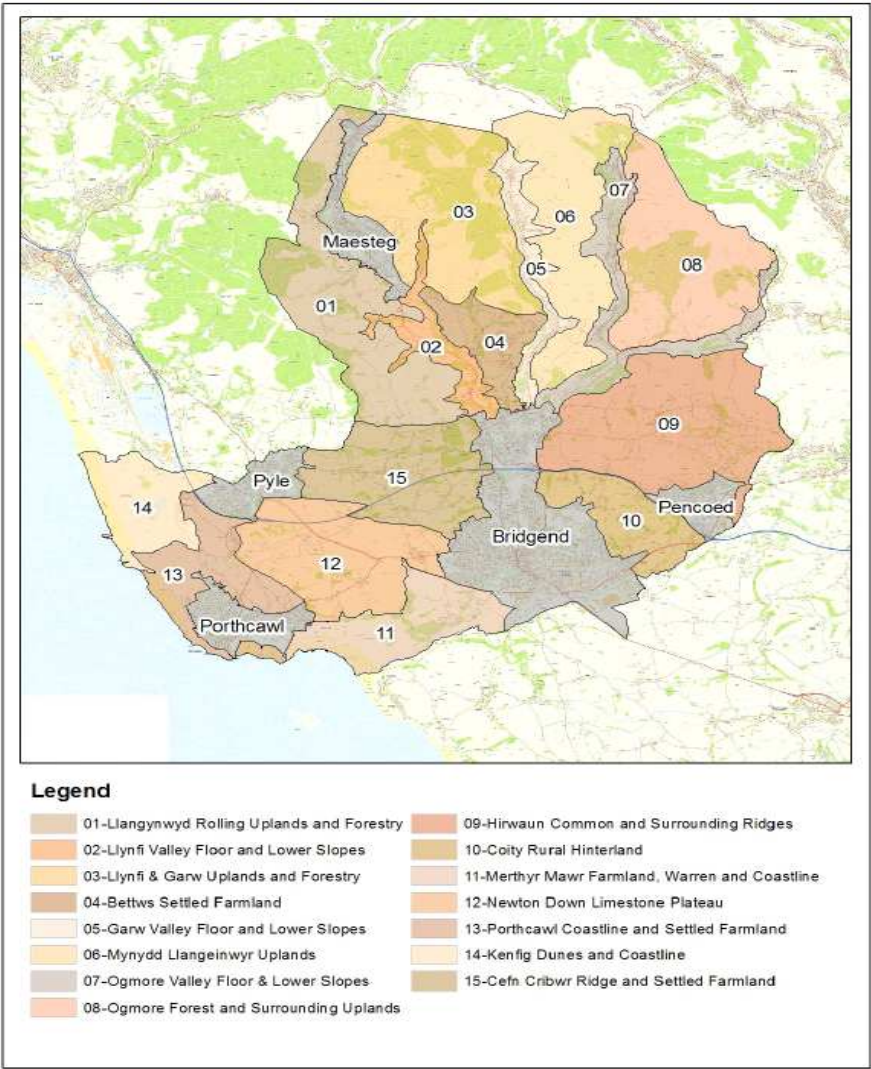 03
07
06
Maesteg
05
08
01
02
04
09
Pyle
15
14
Pencoed
10
Bridgend
12
13
Porthcawl
11
Legend
01-Llangynwyd Rolling Uplands and Forestry
02-Llynfi Valley Floor and Lower Slopes
03-Llynfi & Garw Uplands and Forestry
04-Bettws Settled Farmland
05-Garw Valley Floor and Lower Slopes
06-Mynydd Llangeinwyr Uplands
07-Ogmore Valley Floor & Lower Slopes
08-Ogmore Forest and Surrounding Uplands
09-Hirwaun Common and Surrounding Ridges
10-Coity Rural Hinterland
11-Merthyr Mawr Farmland, Warren and Coastline
12-Newton Down Limestone Plateau
13-Porthcawl Coastline and Settled Farmland
14-Kenfig Dunes and Coastline
15-Cefn Cribwr Ridge and Settled Farmland